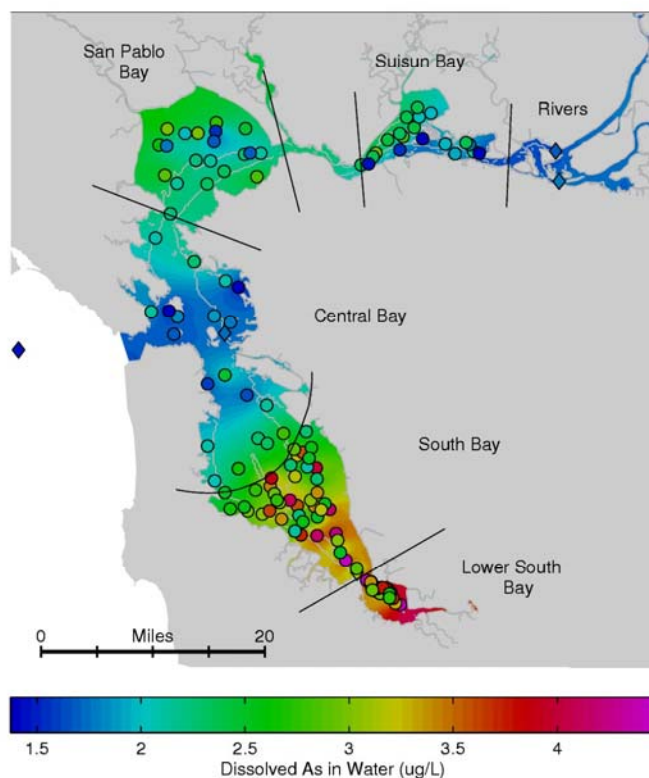 San Pablo
Bay
Suisun Bay
Rivers
Central Bay
South Bay
Lower South
Bay
0 Miles 20
1.5 2 2.5 3 3.5 4
Dissolved As in Water (ug/L)